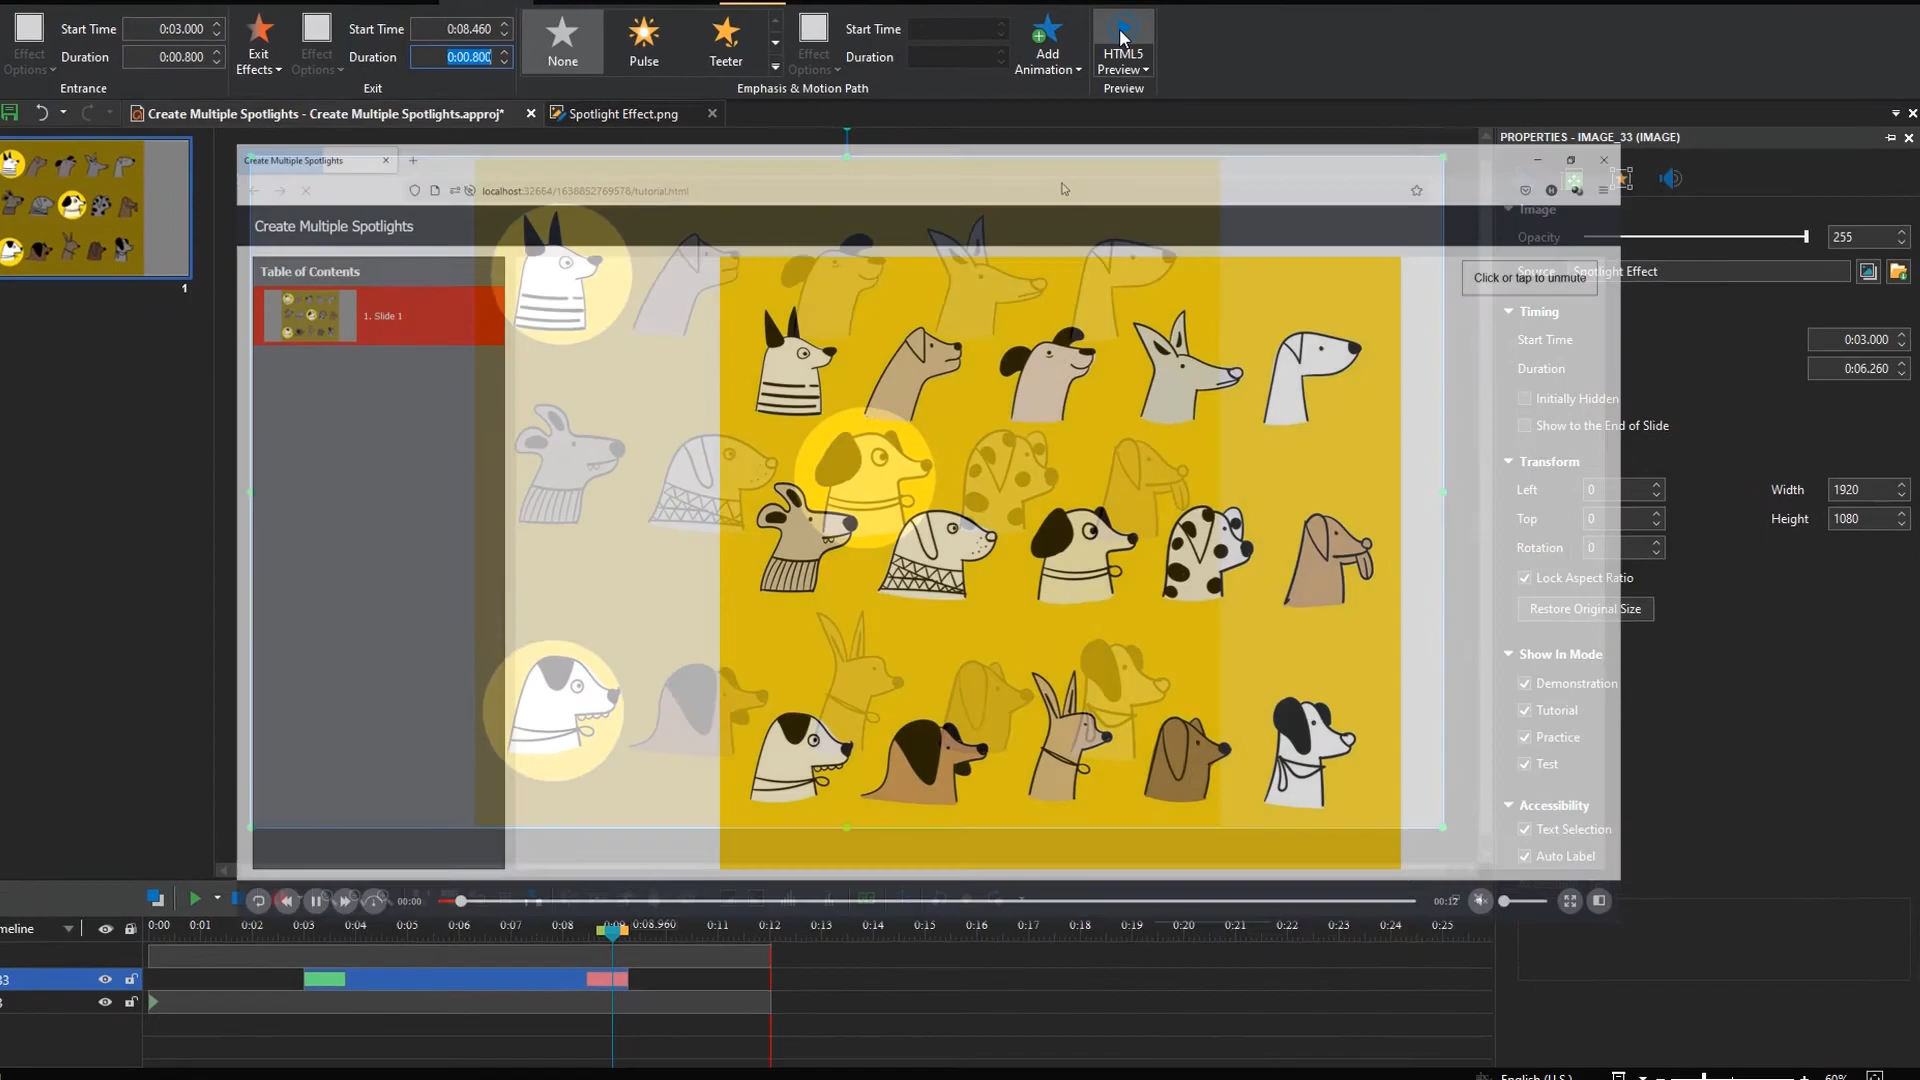 Start Time 0:03.000 Start Time 0:08.460 Start Time
Effect Options Duration 0:00.800 Exit Effects Effect Options Duration 0:00.800 None Pulse Teeter Effect Options Duration Add Animation HTML5 Preview
Entrance Exit Emphasis & Motion Path Preview
Create Multiple Spotlights - Create Multiple Spotlights.approj* Spotlight Effect.png
1
PROPERTIES - IMAGE_33 (IMAGE)
Create Multiple Spotlights
localhost:32664/1638852769578/tutorial.html
Create Multiple Spotlights
Table of Contents
1. Slide 1
Click or tap to unmute
Image
Opacity 255
Spotlight Effect
Timing
Start Time 0:03.000
Duration 0:06.260
Initially Hidden
Show to the End of Slide
Transform
Left 0 Width 1920
Top 0 Height 1080
Rotation 0
Lock Aspect Ratio
Restore Original Size
Show In Mode
Demonstration
Tutorial
Practice
Test
Accessibility
Text Selection
Auto Label
00:00 00:12
meline 0:00 0:01 0:02 0:03 0:04 0:05 0:06 0:07 0:08 0:08.960 0:11 0:12 0:13 0:14 0:15 0:16 0:17 0:18 0:19 0:20 0:21 0:22 0:23 0:24 0:25
33
3
English (U.S.) 60%